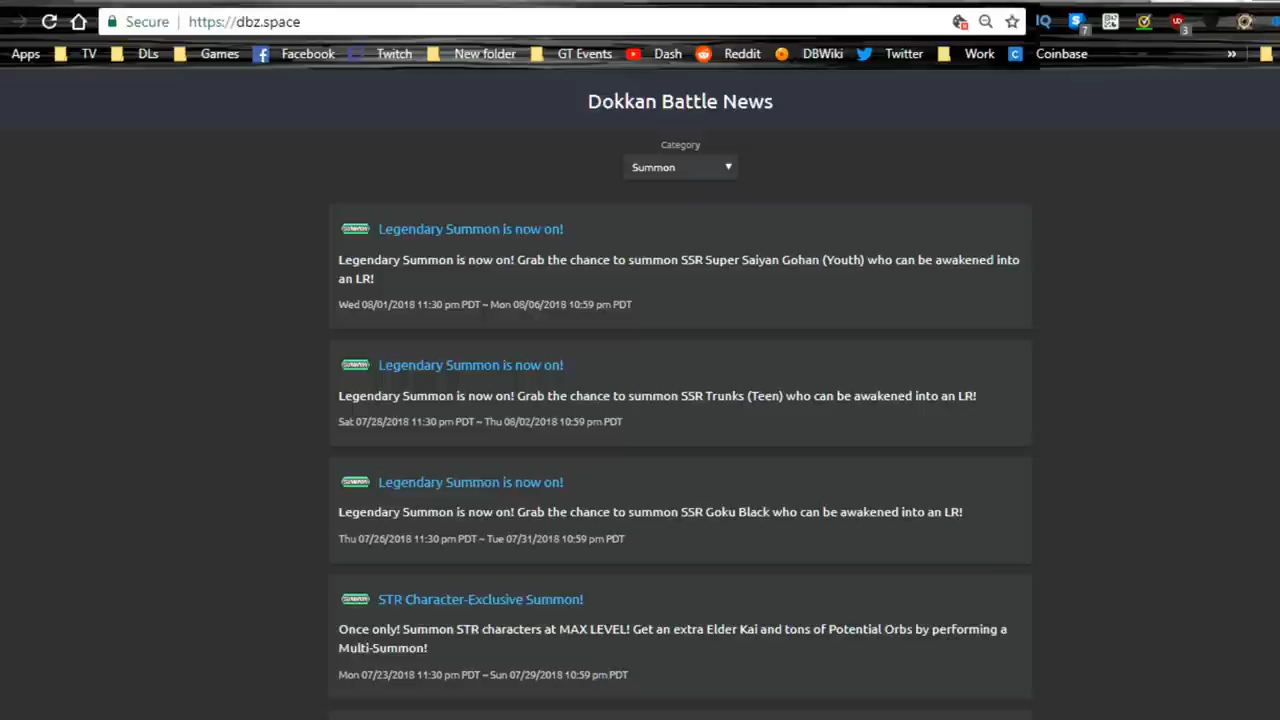 Secure | https://dbz.space
IQ
7
3
Apps TV DLs Games Facebook Twitch New folder GT Events Dash Reddit DBWiki Twitter Work Coinbase »
Dokkan Battle News
Category
Summon
Legendary Summon is now on!
Legendary Summon is now on! Grab the chance to summon SSR Super Saiyan Gohan (Youth) who can be awakened into
an LR!
Wed 08/01/2018 11:30 pm PDT ~ Mon 08/06/2018 10:59 pm PDT
Legendary Summon is now on!
Legendary Summon is now on! Grab the chance to summon SSR Trunks (Teen) who can be awakened into an LR!
Sat 07/28/2018 11:30 pm PDT ~ Thu 08/02/2018 10:59 pm PDT
Legendary Summon is now on!
Legendary Summon is now on! Grab the chance to summon SSR Goku Black who can be awakened into an LR!
Thu 07/26/2018 11:30 pm PDT ~ Tue 07/31/2018 10:59 pm PDT
STR Character-Exclusive Summon!
Once only! Summon STR characters at MAX LEVEL! Get an extra Elder Kai and tons of Potential Orbs by performing a
Multi-Summon!
Mon 07/23/2018 11:30 pm PDT ~ Sun 07/29/2018 10:59 pm PDT